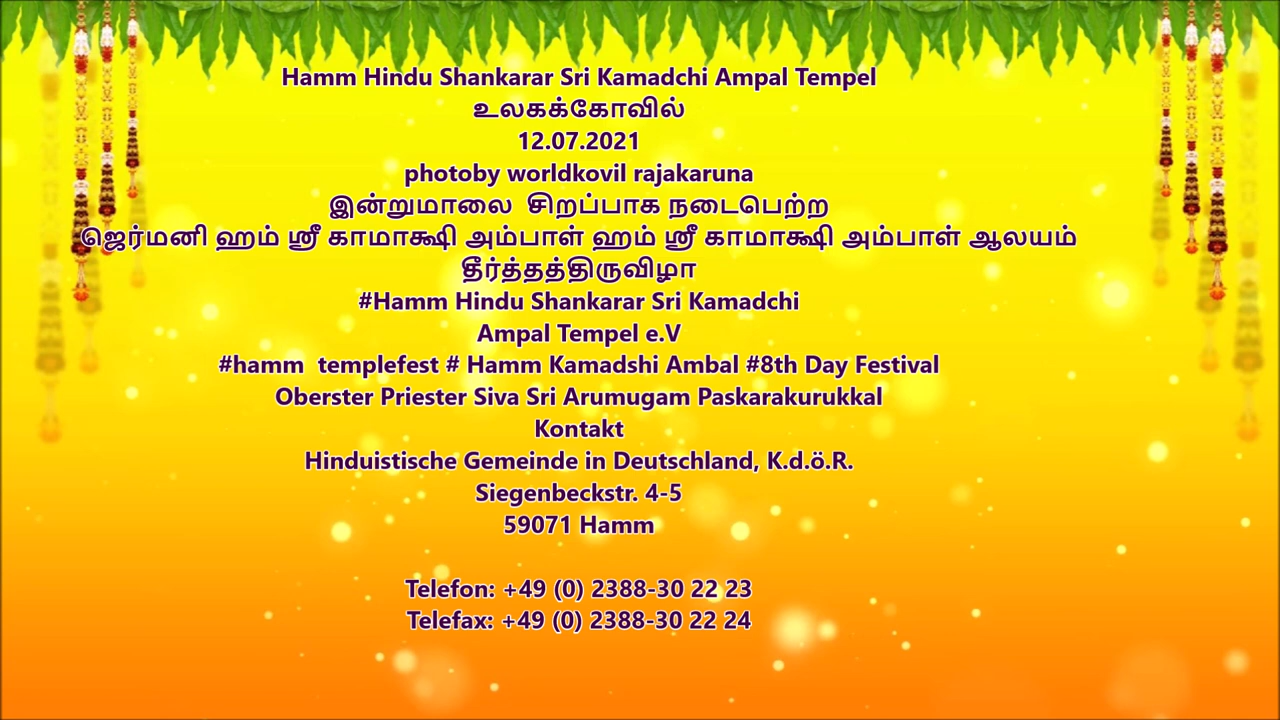 Hamm Hindu Shankarar Sri Kamadchi Ampal Tempel
உலகக்கோவில்
12.07.2021
photoby worldkovil rajakaruna
இன்றுமாலை  சிறப்பாக நடைபெற்ற
ஜெர்மனி ஹம் ஸ்ரீ காமாக்ஷி அம்பாள் ஹம் ஸ்ரீ காமாக்ஷி அம்பாள் ஆலயம்
தீர்த்தத்திருவிழா
#Hamm Hindu Shankarar Sri Kamadchi
Ampal Tempel e.V
#hamm  templefest # Hamm Kamadshi Ambal #8th Day Festival
Oberster Priester Siva Sri Arumugam Paskarakurukkal
Kontakt
Hinduistische Gemeinde in Deutschland, K.d.ö.R.
Siegenbeckstr. 4-5
59071 Hamm
Telefon: +49 (0) 2388-30 22 23
Telefax: +49 (0) 2388-30 22 24